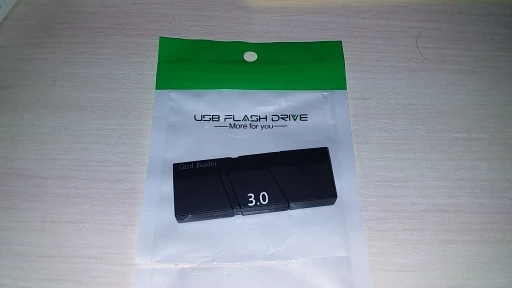 USB FLASH DRIVE
More for you
Card Reader
3.0